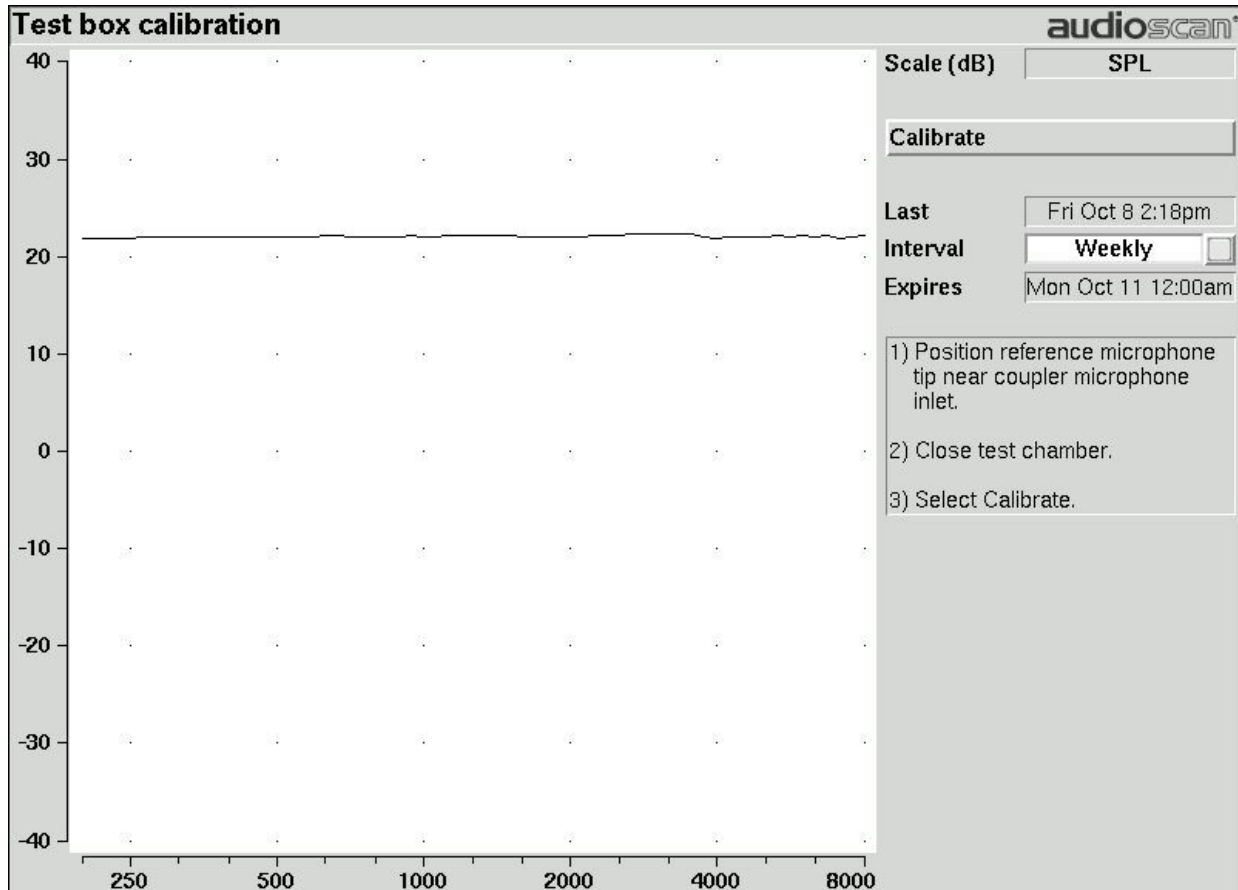 Test box calibration
audioscan®
Scale (dB) SPL
Calibrate
Last Fri Oct 8 2:18pm
Interval Weekly
Expires Mon Oct 11 12:00am
1) Position reference microphone
tip near coupler microphone
inlet.
2) Close test chamber.
3) Select Calibrate.
40
30
20
10
0
-10
-20
-30
-40
250 500 1000 2000 4000 8000